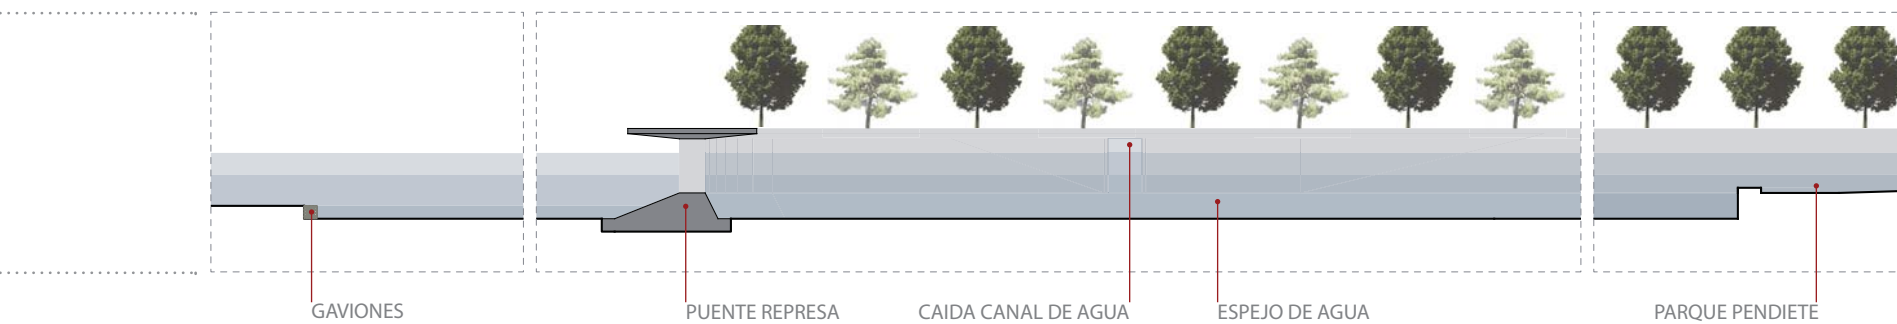 GAVIONES
PUENTE REPRESA
CAIDA CANAL DE AGUA
ESPEJO DE AGUA
PARQUE PENDIETE